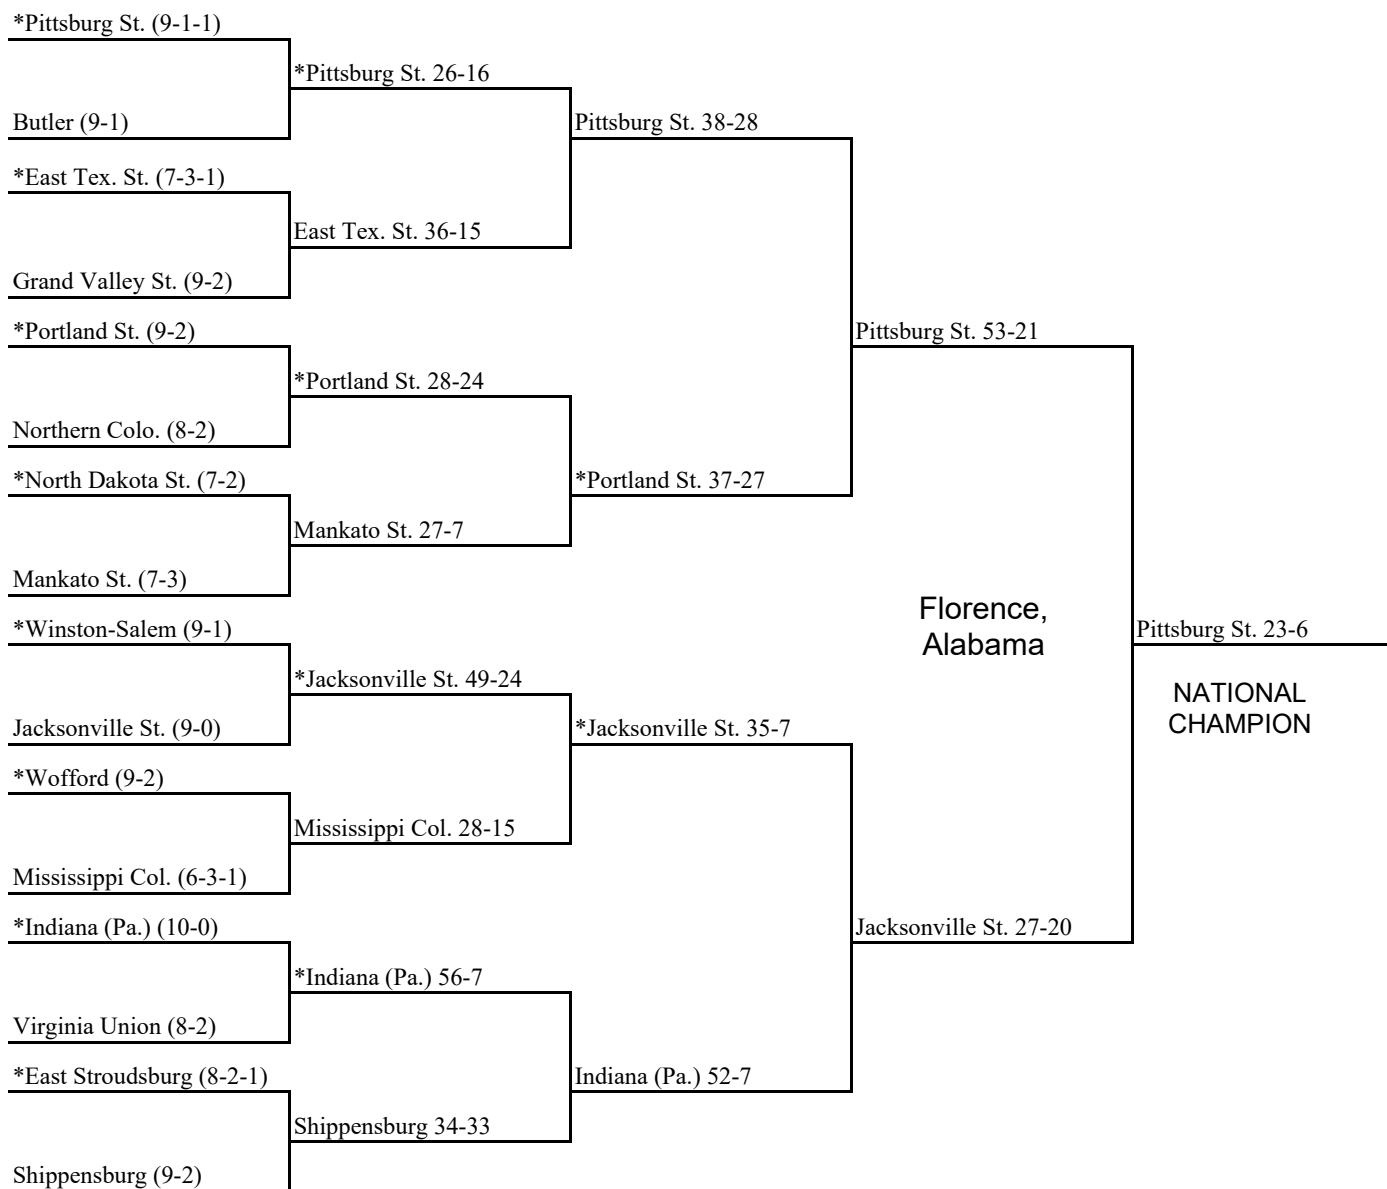 *Pittsburg St. (9-1-1)
*Pittsburg St. 26-16
Butler (9-1)
Pittsburg St. 38-28
*East Tex. St. (7-3-1)
East Tex. St. 36-15
Grand Valley St. (9-2)
*Portland St. (9-2)
Pittsburg St. 53-21
*Portland St. 28-24
Northern Colo. (8-2)
*North Dakota St. (7-2)
*Portland St. 37-27
Mankato St. 27-7
Mankato St. (7-3)
Florence,
Alabama
*Winston-Salem (9-1)
Pittsburg St. 23-6
*Jacksonville St. 49-24
NATIONAL
CHAMPION
Jacksonville St. (9-0)
*Jacksonville St. 35-7
*Wofford (9-2)
Mississippi Col. 28-15
Mississippi Col. (6-3-1)
*Indiana (Pa.) (10-0)
Jacksonville St. 27-20
*Indiana (Pa.) 56-7
Virginia Union (8-2)
*East Stroudsburg (8-2-1)
Indiana (Pa.) 52-7
Shippensburg 34-33
Shippensburg (9-2)